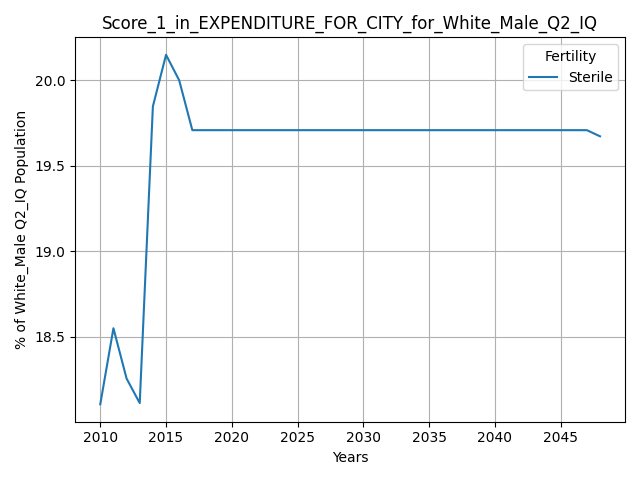 Score_1_in_EXPENDITURE_FOR_CITY_for_White_Male_Q2_IQ
Fertility
Sterile
20.0
19.5
19.0
18.5
% of White_Male Q2_IQ Population
2010 2015 2020 2025 2030 2035 2040 2045
Years